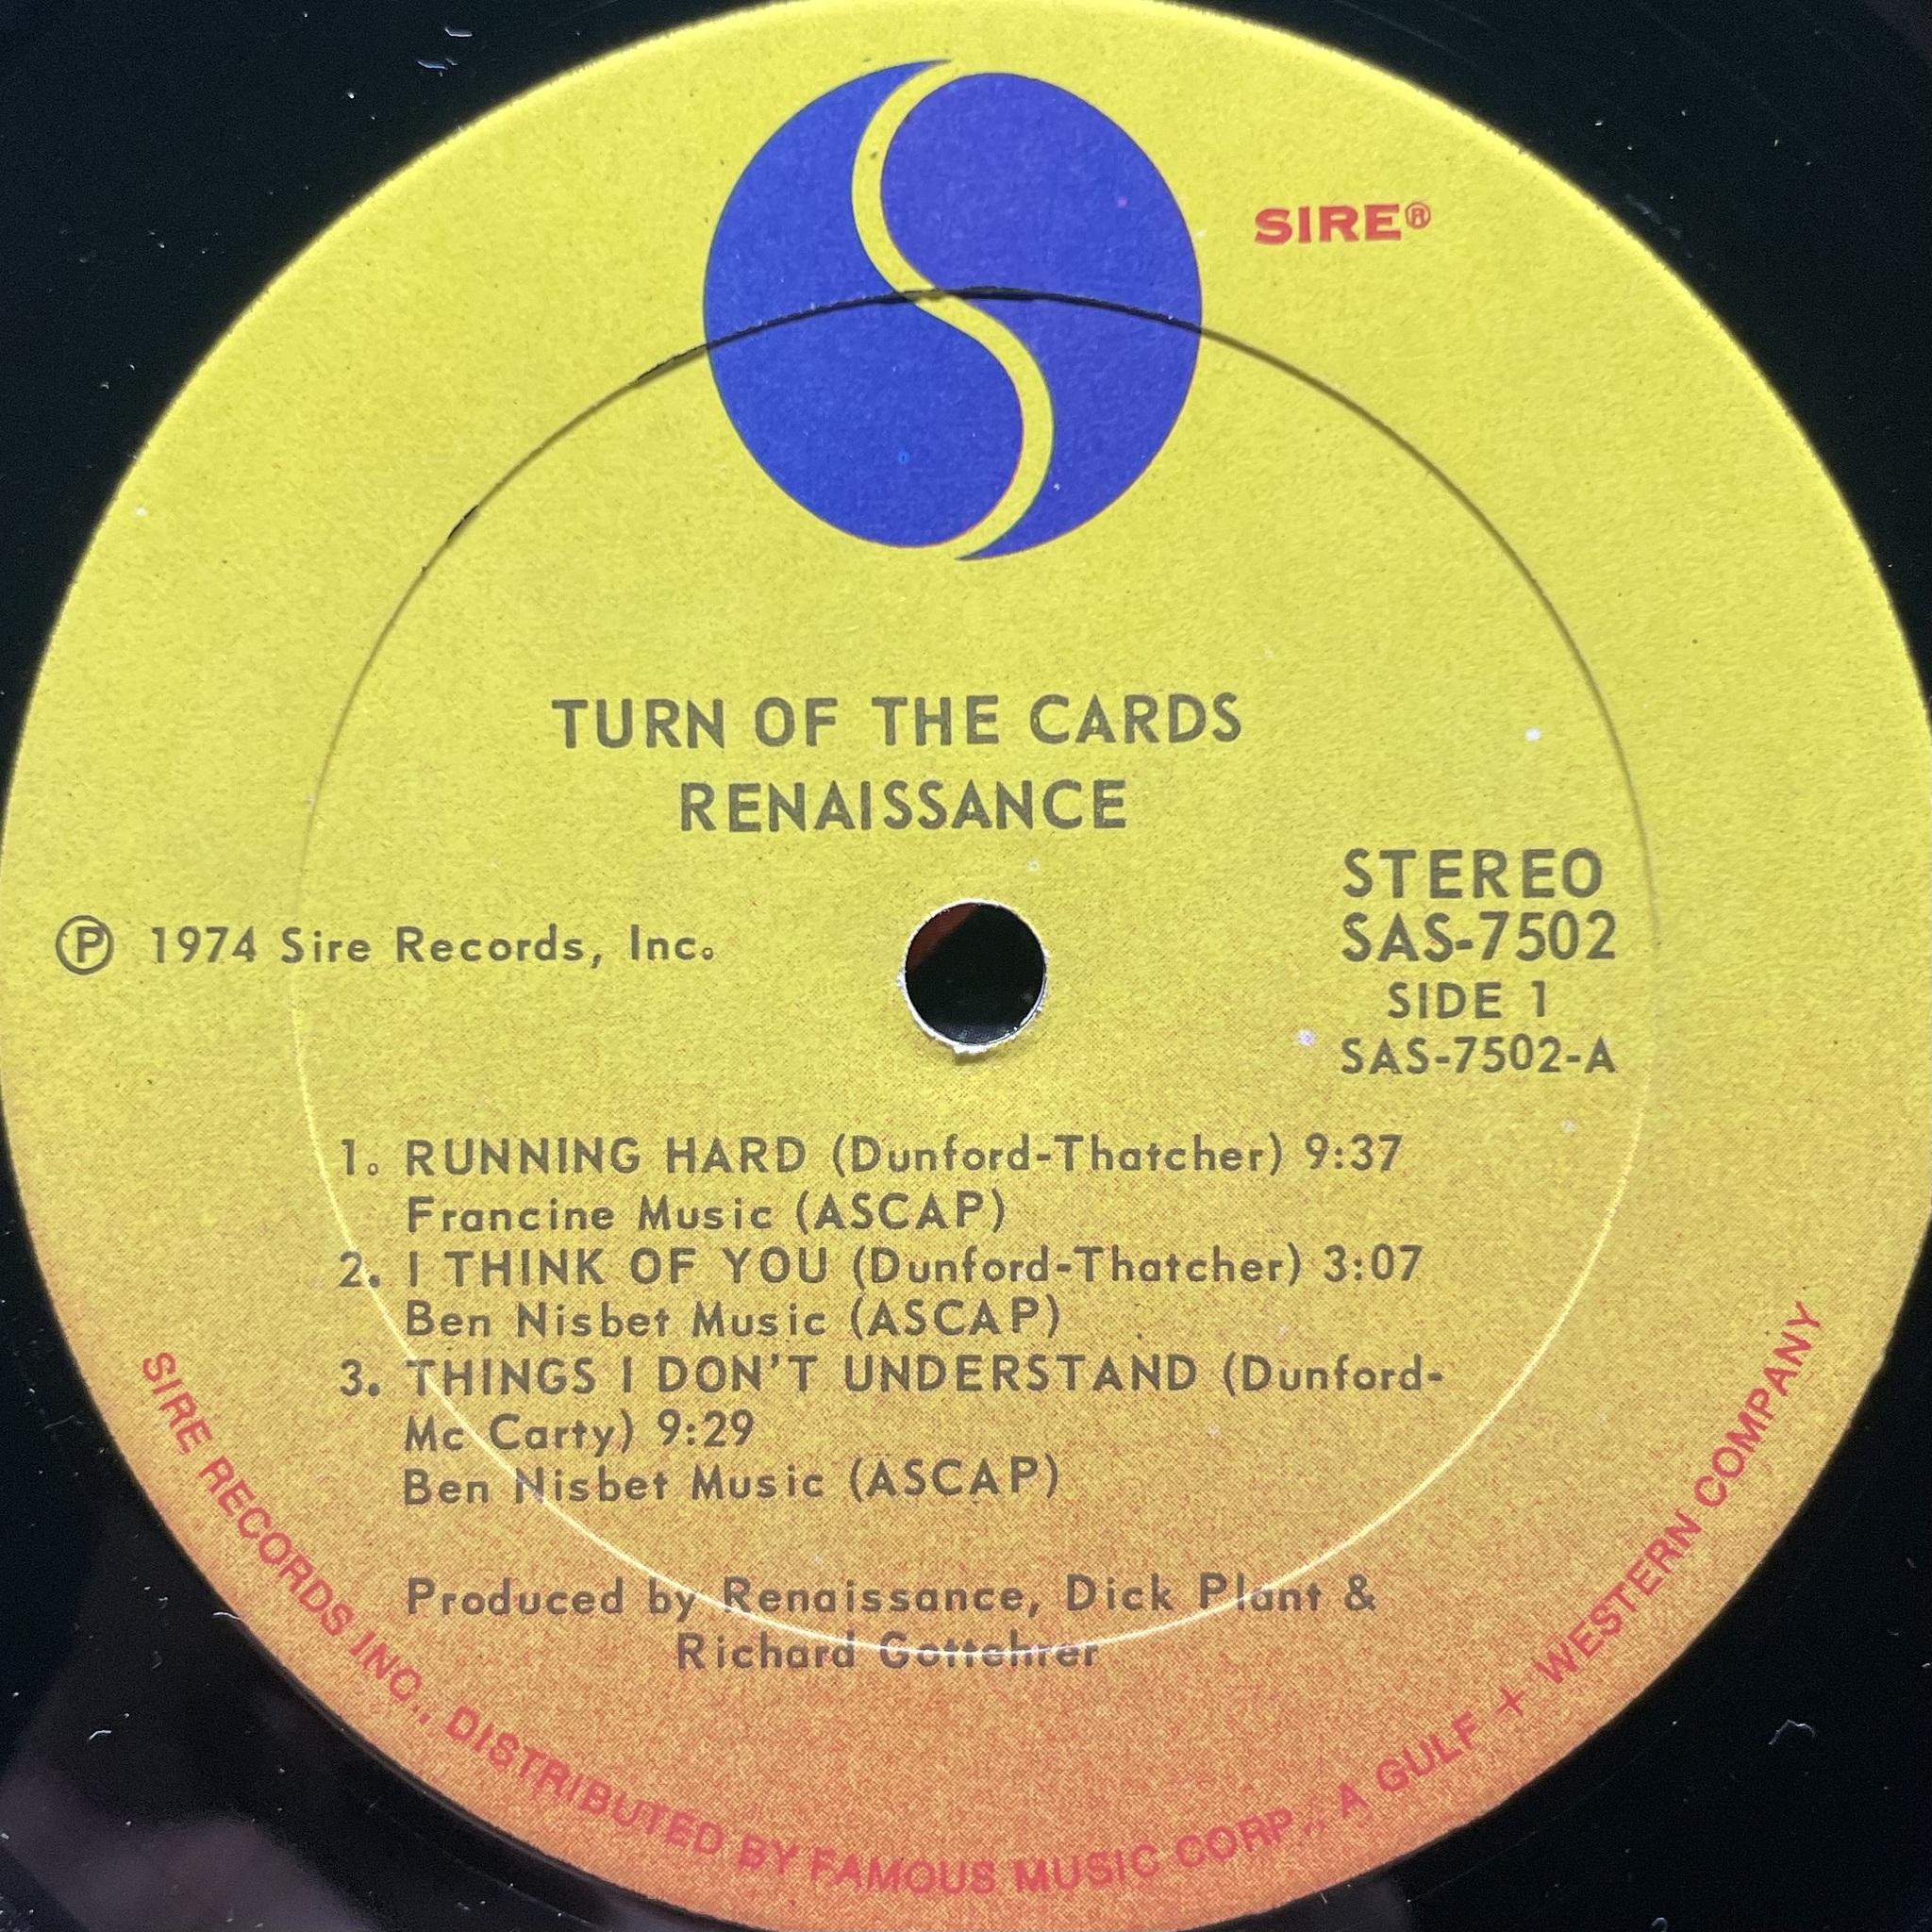 SIRE®
TURN OF THE CARDS
RENAISSANCE
STEREO
SAS-7502
SIDE 1
SAS-7502-A
Ⓟ 1974 Sire Records, Inc.
1. RUNNING HARD (Dunford-Thatcher) 9:37
Francine Music (ASCAP)
2. I THINK OF YOU (Dunford-Thatcher) 3:07
Ben Nisbet Music (ASCAP)
3. THINGS I DON'T UNDERSTAND (Dunford-
Mc Carty) 9:29
Ben Nisbet Music (ASCAP)
Produced by Renaissance, Dick Plant &
Richard Gottehrer
SIRE RECORDS INC., DISTRIBUTED BY FAMOUS MUSIC CORP., A GULF + WESTERN COMPANY